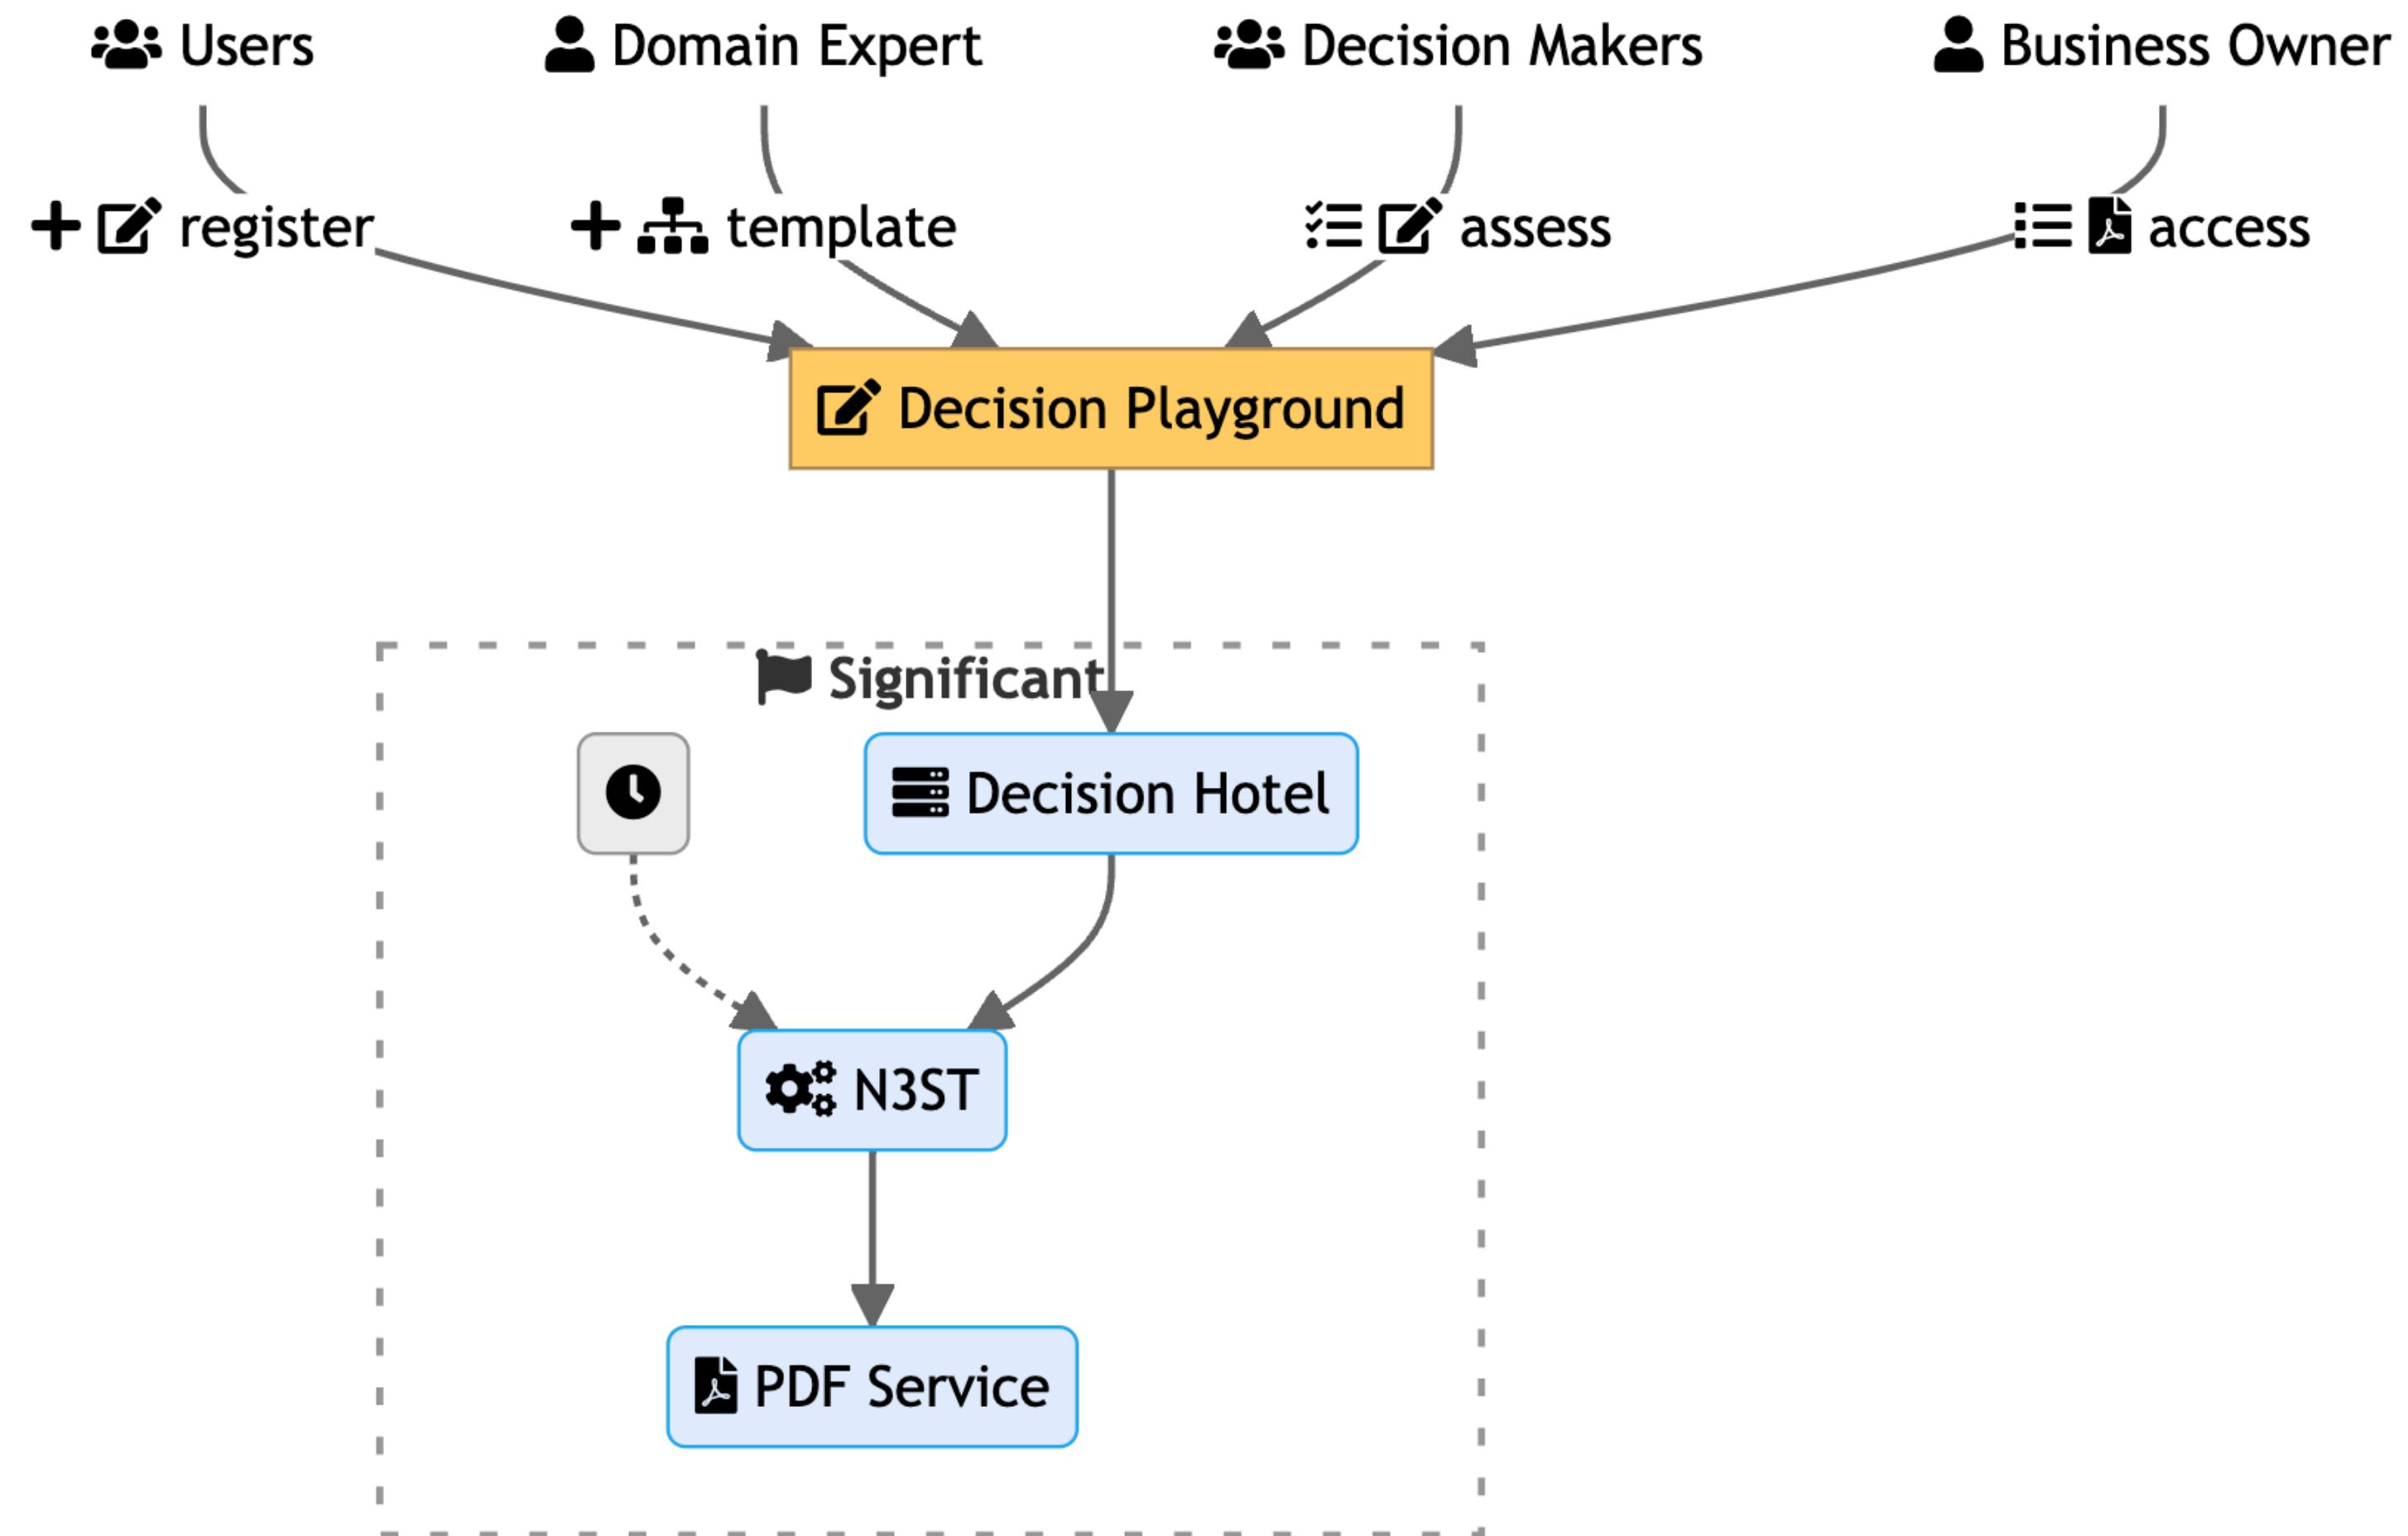 Users
Domain Expert
Decision Makers
Business Owner
register
template
assess
access
Decision Playground
Significant
Decision Hotel
N3ST
PDF Service